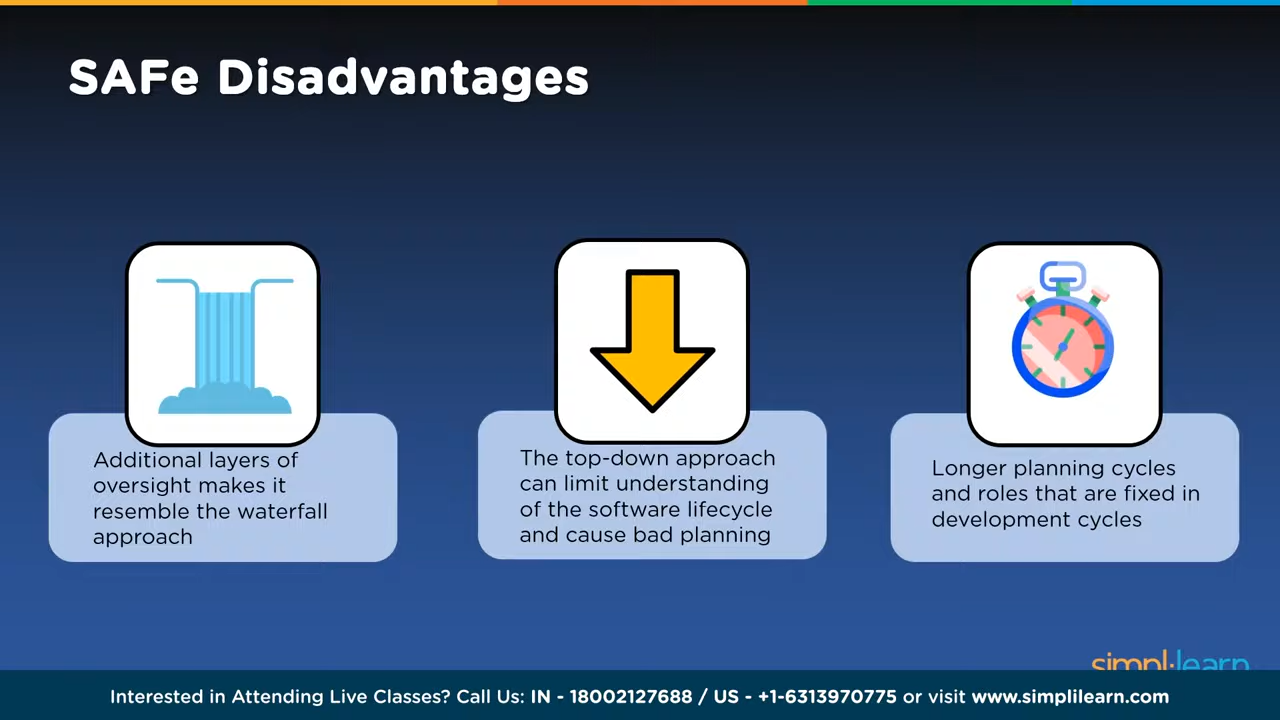 SAFe Disadvantages
Additional layers of
oversight makes it
resemble the waterfall
approach
The top-down approach
can limit understanding
of the software lifecycle
and cause bad planning
Longer planning cycles
and roles that are fixed in
development cycles
simpl·learn
Interested in Attending Live Classes? Call Us: IN - 18002127688 / US - +1-6313970775 or visit www.simplilearn.com